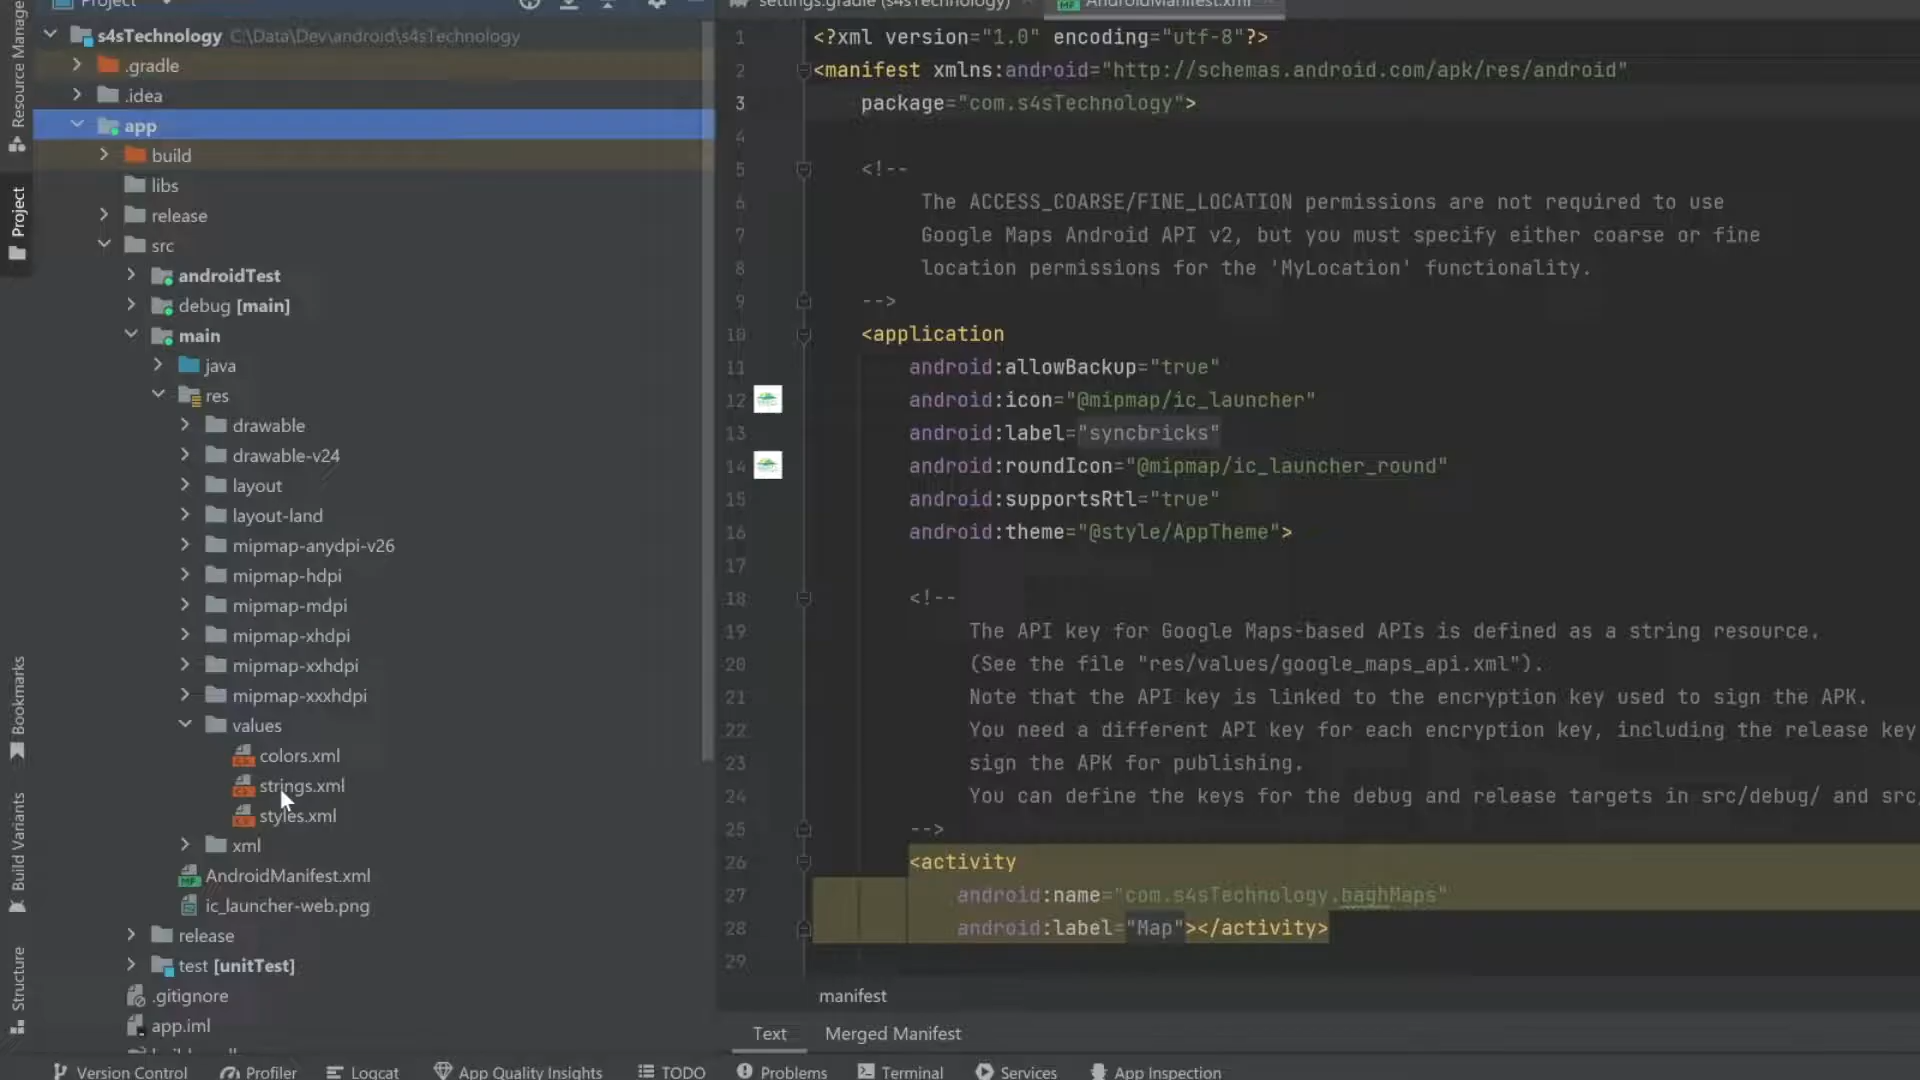 Project
settings.gradle (s4sTechnology)
AndroidManifest.xml
Resource Manage
Project
Bookmarks
Build Variants
Structure
s4sTechnology C:\Data\Dev\android\s4sTechnology
.gradle
.idea
app
build
libs
release
src
androidTest
debug [main]
main
java
res
drawable
drawable-v24
layout
layout-land
mipmap-anydpi-v26
mipmap-hdpi
mipmap-mdpi
mipmap-xhdpi
mipmap-xxhdpi
mipmap-xxxhdpi
values
colors.xml
strings.xml
styles.xml
xml
AndroidManifest.xml
ic_launcher-web.png
release
test [unitTest]
.gitignore
app.iml
1 <?xml version="1.0" encoding="utf-8"?>
2 <manifest xmlns:android="http://schemas.android.com/apk/res/android"
3 package="com.s4sTechnology">
4
5 <!--
6 The ACCESS_COARSE/FINE_LOCATION permissions are not required to use
7 Google Maps Android API v2, but you must specify either coarse or fine
8 location permissions for the 'MyLocation' functionality.
9 -->
10 <application
11 android:allowBackup="true"
12 android:icon="@mipmap/ic_launcher"
13 android:label="syncbricks"
14 android:roundIcon="@mipmap/ic_launcher_round"
15 android:supportsRtl="true"
16 android:theme="@style/AppTheme">
17
18 <!--
19 The API key for Google Maps-based APIs is defined as a string resource.
20 (See the file "res/values/google_maps_api.xml").
21 Note that the API key is linked to the encryption key used to sign the APK.
22 You need a different API key for each encryption key, including the release key
23 sign the APK for publishing.
24 You can define the keys for the debug and release targets in src/debug/ and src
25 -->
26 <activity
27 android:name="com.s4sTechnology.baghMaps"
28 android:label="Map"></activity>
29
manifest
Text Merged Manifest
Version Control Profiler Logcat App Quality Insights TODO Problems Terminal Services App Inspection